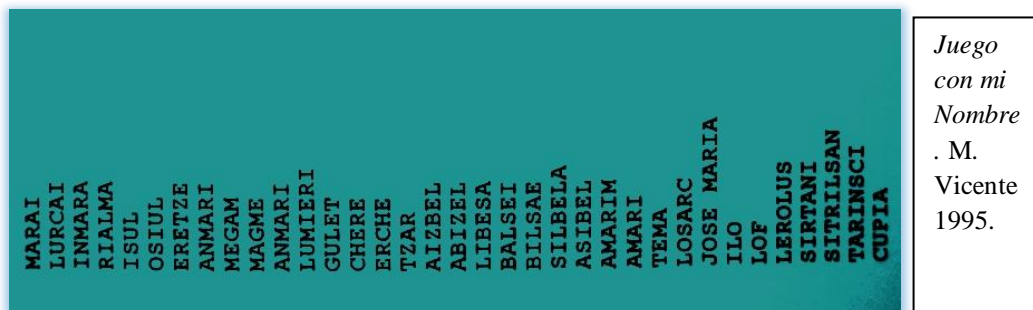 MARAI
LURCAI
INMARA
RIALMA
ISUL
OSIUL
ERETZE
ANMARI
MEGAM
MAGME
ANMARI
LUMIERI
GULET
CHERE
ERCHE
TZAR
AIZBEL
ABIZEL
LIBESA
BALSEI
BILSAE
SILBELA
ASIBEL
AMARIM
AMARI
TEMA
LOSARC
JOSE MARIA
ILO
LOF
LEROLUS
SIRTANI
SITRILSAN
TARINSCI
CUPIA
Juego
con mi
Nombre
. M.
Vicente
1995.